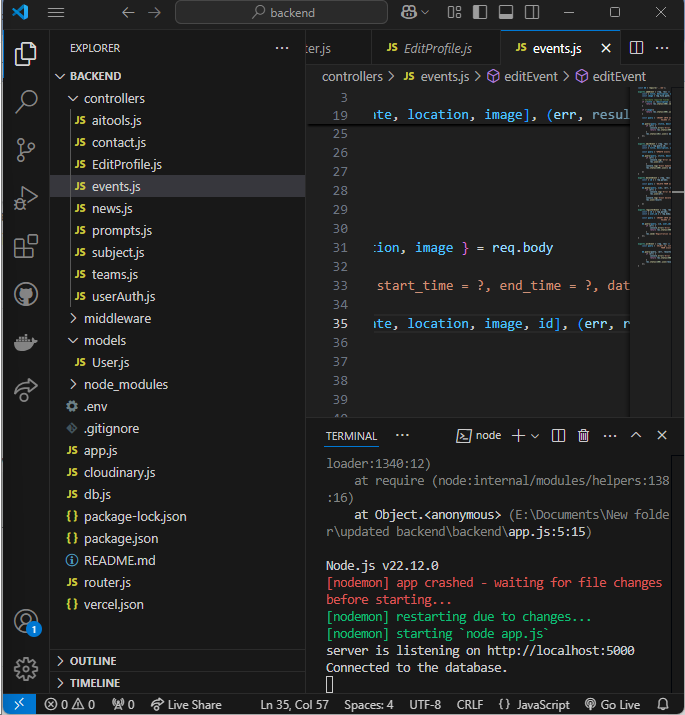 backend
EXPLORER
BACKEND
controllers
JS aitools.js
JS contact.js
JS EditProfile.js
JS events.js
JS news.js
JS prompts.js
JS subject.js
JS teams.js
JS userAuth.js
middleware
models
JS User.js
node_modules
.env
.gitignore
JS app.js
JS cloudinary.js
JS db.js
{} package-lock.json
{} package.json
README.md
JS router.js
{} vercel.json
OUTLINE
TIMELINE
1
ter.js JS EditProfile.js JS events.js
controllers > JS events.js > editEvent > editEvent
3
19 ate, location, image], (err, resul
25
26
27
28
29
30
31 tion, image } = req.body
32
33 start_time = ?, end_time = ?, dat
34
35 ate, location, image, id], (err, r
36
37
38
39
40
TERMINAL ... node
loader:1340:12)
at require (node:internal/modules/helpers:138
:16)
at Object.<anonymous> (E:\Documents\New folde
r\updated backend\backend\app.js:5:15)
Node.js v22.12.0
[nodemon] app crashed - waiting for file changes
before starting...
[nodemon] restarting due to changes...
[nodemon] starting `node app.js`
server is listening on http://localhost:5000
Connected to the database.
0 0 0 Live Share Ln 35, Col 57 Spaces: 4 UTF-8 CRLF {} JavaScript Go Live